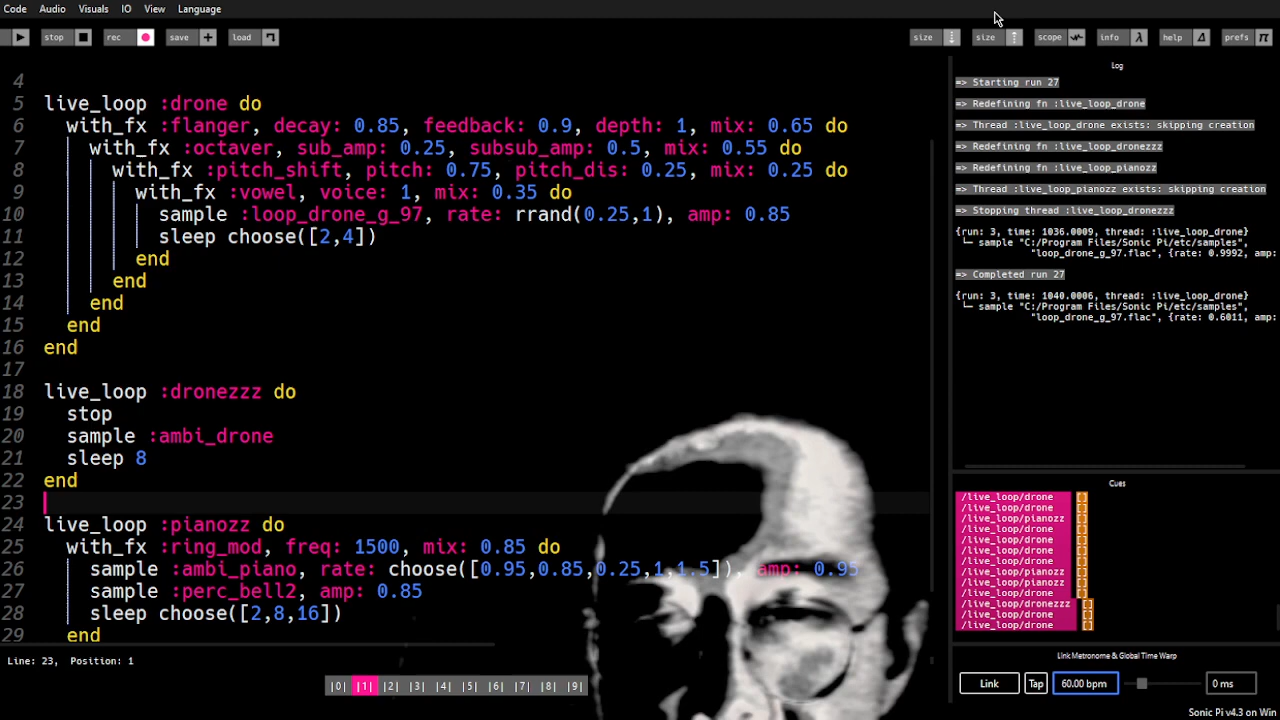 Code Audio Visuals IO View Language
stop rec save load size size scope info help prefs
4
5 live_loop :drone do
6 with_fx :flanger, decay: 0.85, feedback: 0.9, depth: 1, mix: 0.65 do
7 with_fx :octaver, sub_amp: 0.25, subsub_amp: 0.5, mix: 0.55 do
8 with_fx :pitch_shift, pitch: 0.75, pitch_dis: 0.25, mix: 0.25 do
9 with_fx :vowel, voice: 1, mix: 0.35 do
10 sample :loop_drone_g_97, rate: rrand(0.25,1), amp: 0.85
11 sleep choose([2,4])
12 end
13 end
14 end
15 end
16 end
17
18 live_loop :dronezzz do
19 stop
20 sample :ambi_drone
21 sleep 8
22 end
23
24 live_loop :pianozz do
25 with_fx :ring_mod, freq: 1500, mix: 0.85 do
26 sample :ambi_piano, rate: choose([0.95,0.85,0.25,1,1.5]), amp: 0.95
27 sample :perc_bell2, amp: 0.85
28 sleep choose([2,8,16])
29 end
Line: 23, Position: 1
|0| |1| |2| |3| |4| |5| |6| |7| |8| |9|
Log
=> Starting run 27
=> Redefining fn :live_loop_drone
=> Thread :live_loop_drone exists: skipping creation
=> Redefining fn :live_loop_dronezzz
=> Redefining fn :live_loop_pianozz
=> Thread :live_loop_pianozz exists: skipping creation
=> Stopping thread :live_loop_dronezzz
{run: 3, time: 1036.0009, thread: :live_loop_drone}
└─ sample "C:/Program Files/Sonic Pi/etc/samples",
"loop_drone_g_97.flac", {rate: 0.9992, amp:
=> Completed run 27
{run: 3, time: 1040.0006, thread: :live_loop_drone}
└─ sample "C:/Program Files/Sonic Pi/etc/samples",
"loop_drone_g_97.flac", {rate: 0.6011, amp:
Cues
/live_loop/drone []
/live_loop/drone []
/live_loop/pianozz []
/live_loop/drone []
/live_loop/drone []
/live_loop/drone []
/live_loop/drone []
/live_loop/pianozz []
/live_loop/pianozz []
/live_loop/drone []
/live_loop/dronezzz []
/live_loop/drone []
/live_loop/drone []
Link Metronome & Global Time Warp
Link Tap 60.00 bpm 0 ms
Sonic Pi v4.3 on Win